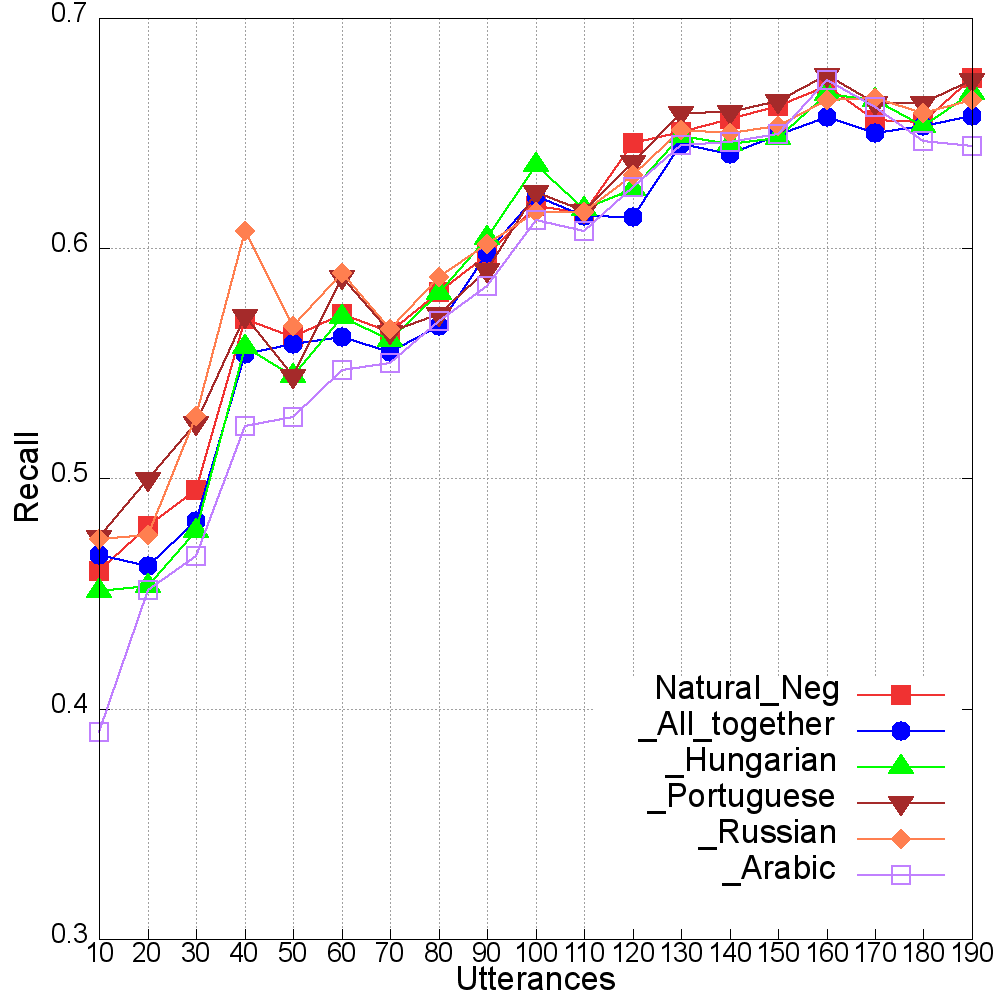 0.7
0.6
0.5
0.4
0.3
Recall
Natural_Neg
_All_together
_Hungarian
_Portuguese
_Russian
_Arabic
10 20 30 40 50 60 70 80 90 100 110 120 130 140 150 160 170 180 190
Utterances